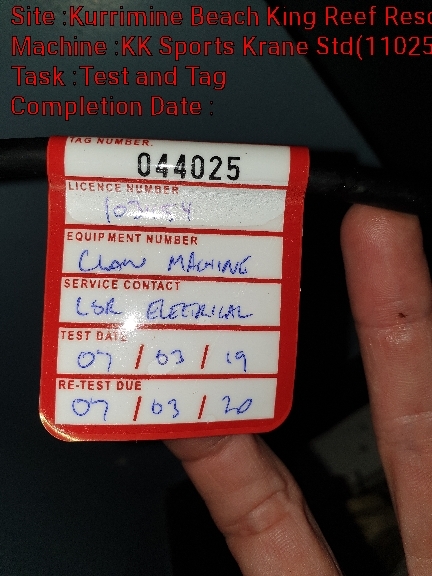 Site :Kurrimine Beach King Reef Reso
Machine :KK Sports Krane Std(11025
Task :Test and Tag
Completion Date :
TAG NUMBER.
044025
LICENCE NUMBER
EQUIPMENT NUMBER
CLAW MACHINE
SERVICE CONTACT
LSR ELECTRICAL
TEST DATE
07 / 03 / 19
RE-TEST DUE
07 / 03 / 20